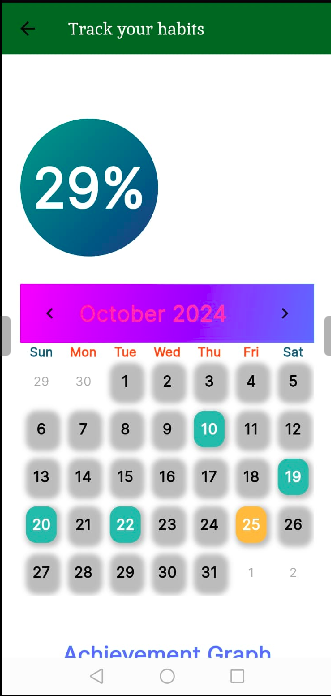 Track your habits
29%
October 2024
Sun Mon Tue Wed Thu Fri Sat
29 30 1 2 3 4 5
6 7 8 9 10 11 12
13 14 15 16 17 18 19
20 21 22 23 24 25 26
27 28 29 30 31 1 2
Achievement Graph